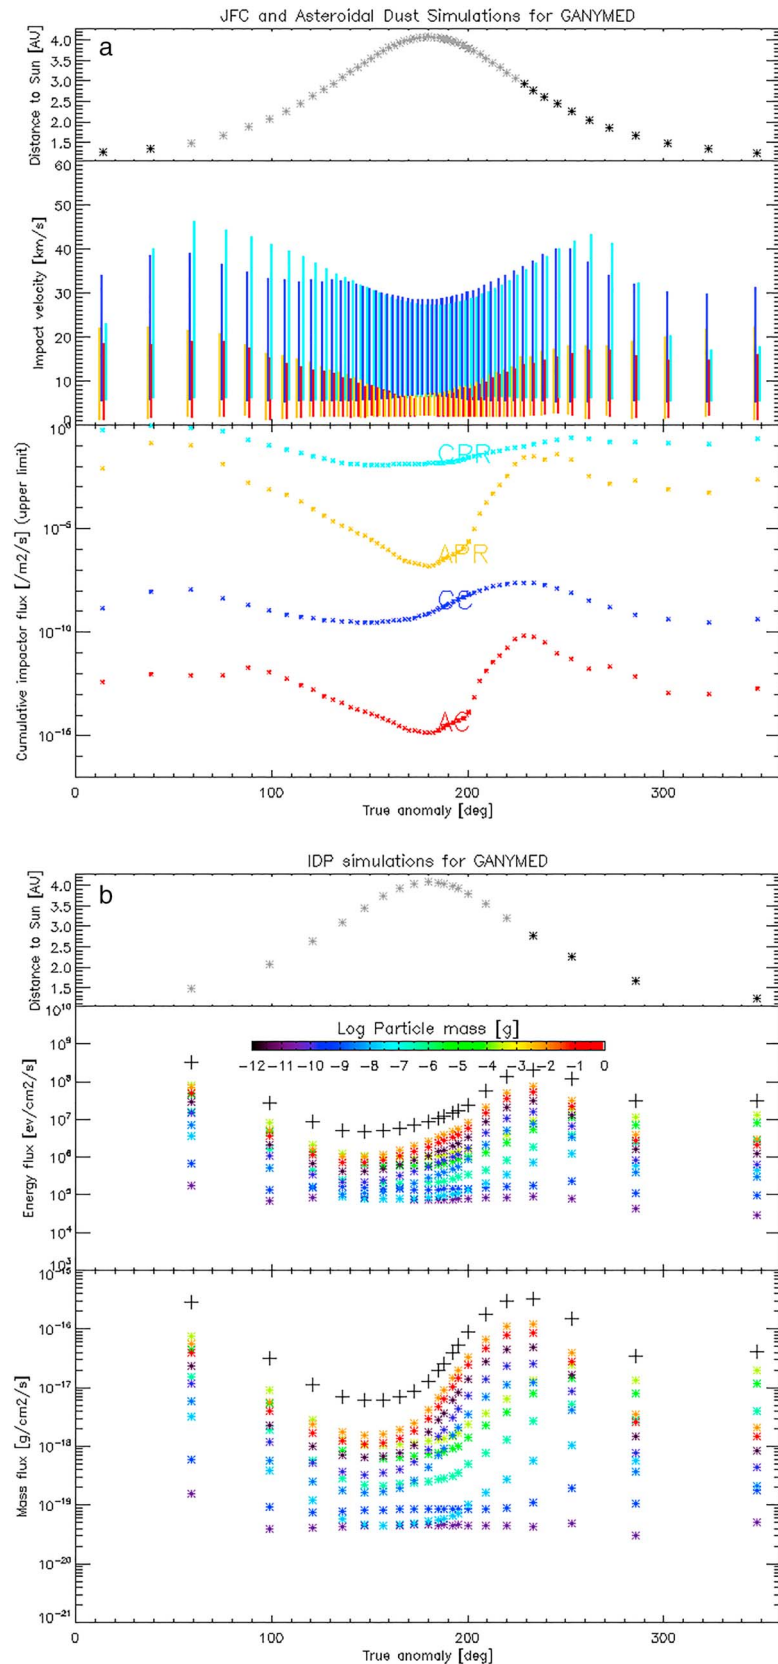 JFC and Asteroidal Dust Simulations for GANYMED
a
Distance to Sun [AU]
4.0
3.5
3.0
2.5
2.0
1.5
Impact velocity [km/s]
60
50
40
30
20
10
0
Cumulative impactor flux [/m2/s] (upper limit)
10^0
10^-5
10^-10
10^-15
CPR
APR
CC
AC
0 100 200 300
True anomaly [deg]
IDP simulations for GANYMED
b
Distance to Sun [AU]
4.0
3.5
3.0
2.5
2.0
1.5
Energy flux [ev/cm2/s]
10^10
10^9
10^8
10^7
10^6
10^5
10^4
10^3
Log Particle mass [g]
-12 -11 -10 -9 -8 -7 -6 -5 -4 -3 -2 -1 0
Mass flux [g/cm2/s]
10^-15
10^-16
10^-17
10^-18
10^-19
10^-20
10^-21
0 100 200 300
True anomaly [deg]